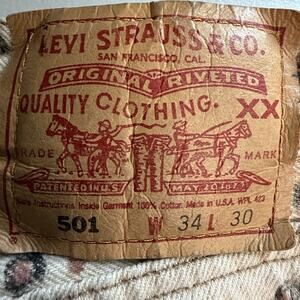 LEVI STRAUSS & CO.
SAN FRANCISCO, CAL.
ORIGINAL RIVETED
QUALITY CLOTHING. XX
TRADE MARK
PATENTED IN U.S. MAY 20 1873
Care Instructions Inside Garment 100% Cotton Made in U.S.A. WPL 423
501 W 34 L 30